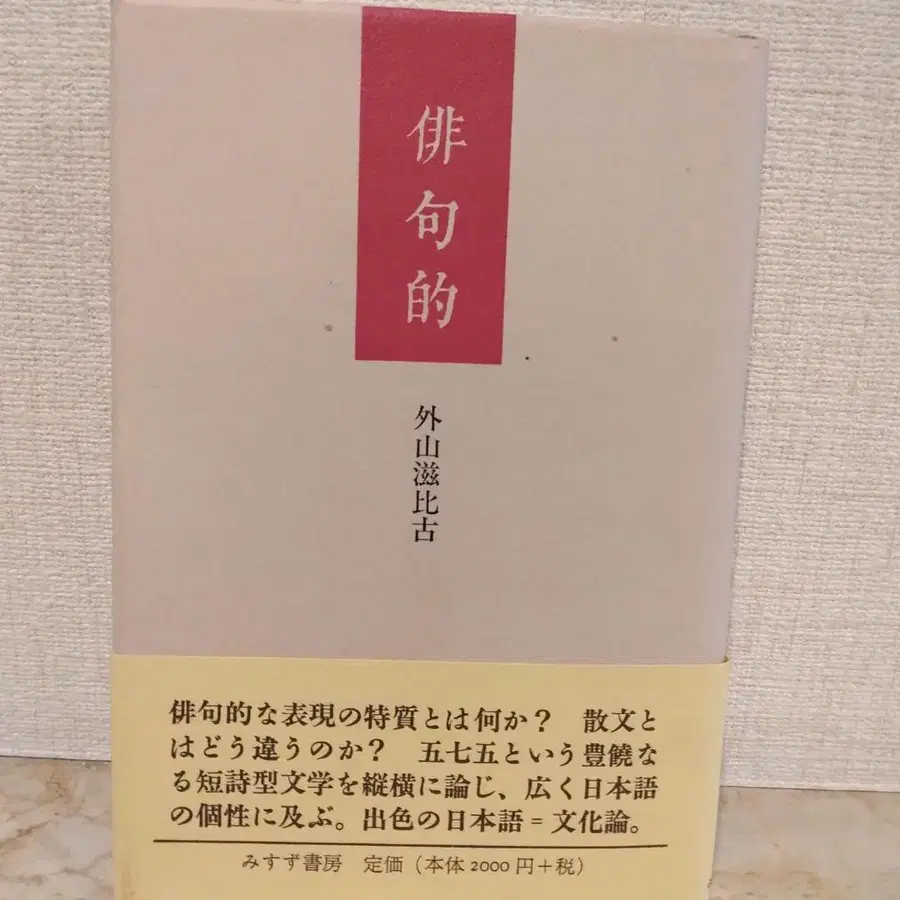 俳句的
外山滋比古
俳句的な表現の特質とは何か？　散文と
はどう違うのか？　五七五という豊饒な
る短詩型文学を縦横に論じ、広く日本語
の個性に及ぶ。出色の日本語＝文化論。
みすず書房　定価（本体2000円＋税）